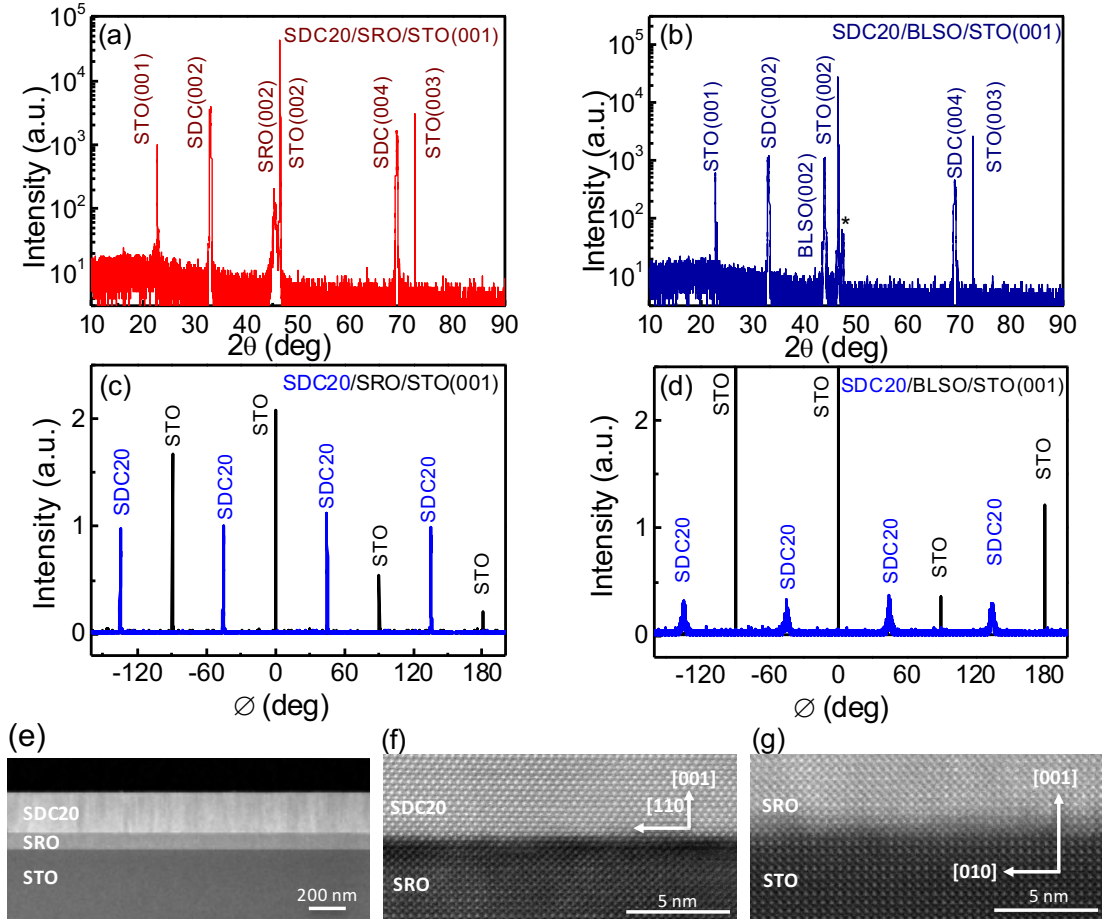 (a)
SDC20/SRO/STO(001)
Intensity (a.u.)
10^5
10^4
10^3
10^2
10^1
STO(001)
SDC(002)
SRO(002)
STO(002)
SDC(004)
STO(003)
10 20 30 40 50 60 70 80 90
2θ (deg)
(b)
SDC20/BLSO/STO(001)
Intensity (a.u.)
10^5
10^4
10^3
10^2
10^1
STO(001)
SDC(002)
BLSO(002)
STO(002)
*
SDC(004)
STO(003)
10 20 30 40 50 60 70 80 90
2θ (deg)
(c)
SDC20/SRO/STO(001)
Intensity (a.u.)
2
1
0
SDC20
STO
SDC20
STO
SDC20
STO
SDC20
STO
-120 -60 0 60 120 180
∅ (deg)
(d)
SDC20/BLSO/STO(001)
Intensity (a.u.)
2
1
0
SDC20
STO
SDC20
STO
SDC20
STO
SDC20
STO
-120 -60 0 60 120 180
∅ (deg)
(e)
SDC20
SRO
STO
200 nm
(f)
[001]
SDC20
[110]
SRO
5 nm
(g)
[001]
SRO
[010]
STO
5 nm